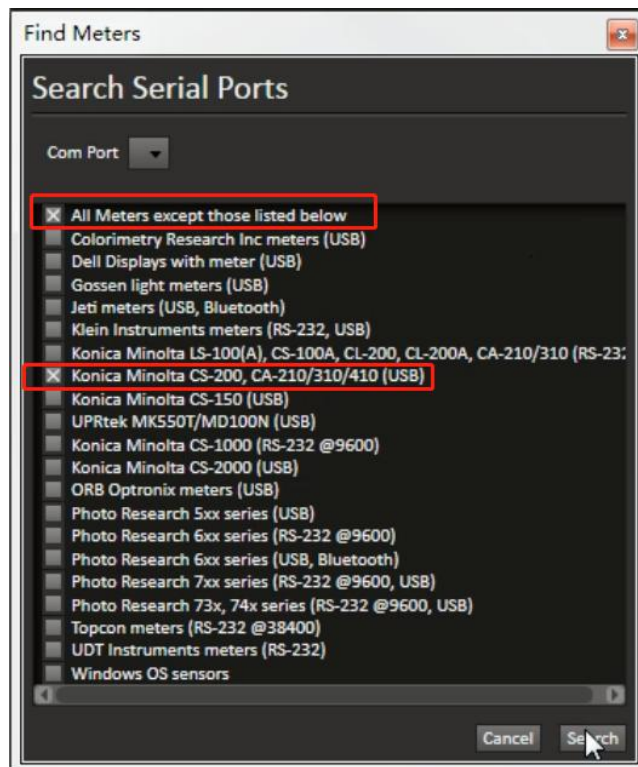 Find Meters
Search Serial Ports
Com Port
All Meters except those listed below
Colorimetry Research Inc meters (USB)
Dell Displays with meter (USB)
Gossen light meters (USB)
Jeti meters (USB, Bluetooth)
Klein Instruments meters (RS-232, USB)
Konica Minolta LS-100(A), CS-100A, CL-200, CL-200A, CA-210/310 (RS-232
Konica Minolta CS-200, CA-210/310/410 (USB)
Konica Minolta CS-150 (USB)
UPRtek MK550T/MD100N (USB)
Konica Minolta CS-1000 (RS-232 @9600)
Konica Minolta CS-2000 (USB)
ORB Optronix meters (USB)
Photo Research 5xx series (USB)
Photo Research 6xx series (RS-232 @9600)
Photo Research 6xx series (USB, Bluetooth)
Photo Research 7xx series (RS-232 @9600, USB)
Photo Research 73x, 74x series (RS-232 @9600, USB)
Topcon meters (RS-232 @38400)
UDT Instruments meters (RS-232)
Windows OS sensors
Cancel Search